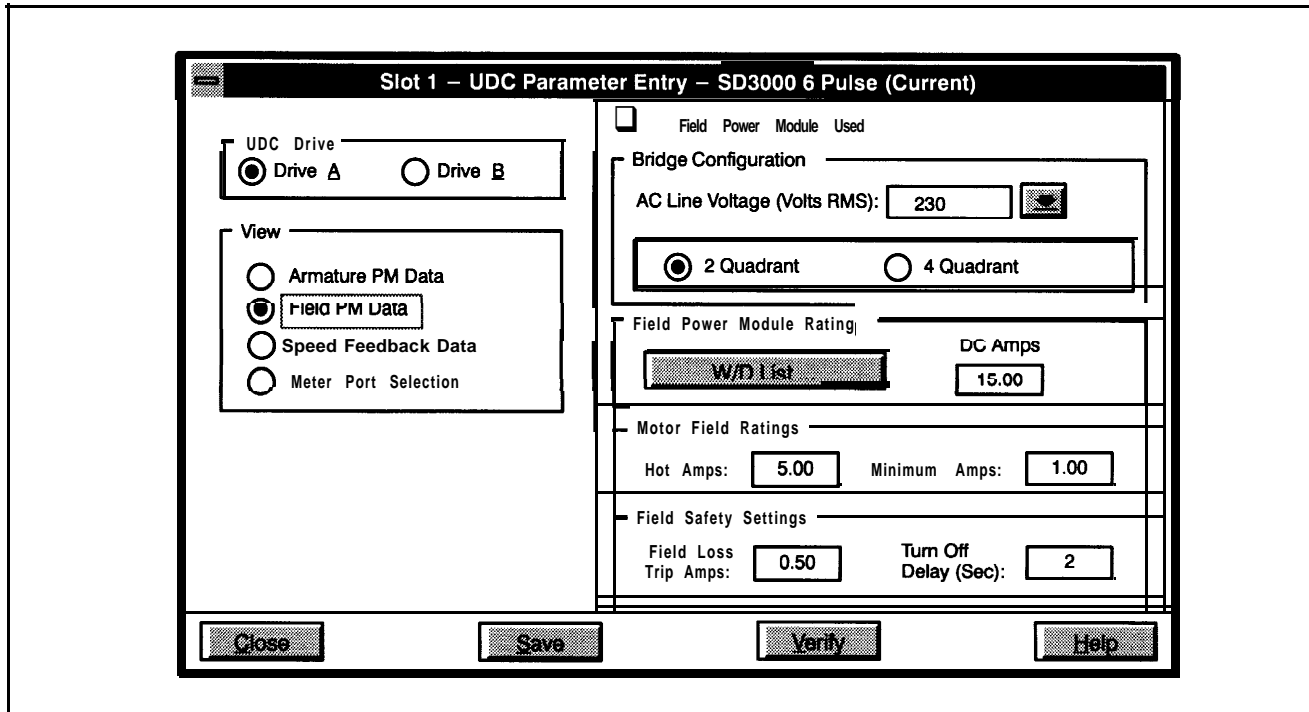 Slot 1 – UDC Parameter Entry – SD3000 6 Pulse (Current)
UDC Drive
Drive A
Drive B
View
Armature PM Data
Field PM Data
Speed Feedback Data
Meter Port Selection
Field Power Module Used
Bridge Configuration
AC Line Voltage (Volts RMS): 230
2 Quadrant
4 Quadrant
Field Power Module Rating
W/D List
DC Amps
15.00
Motor Field Ratings
Hot Amps: 5.00 Minimum Amps: 1.00
Field Safety Settings
Field Loss
Trip Amps: 0.50
Turn Off
Delay (Sec): 2
Close Save Verify Help